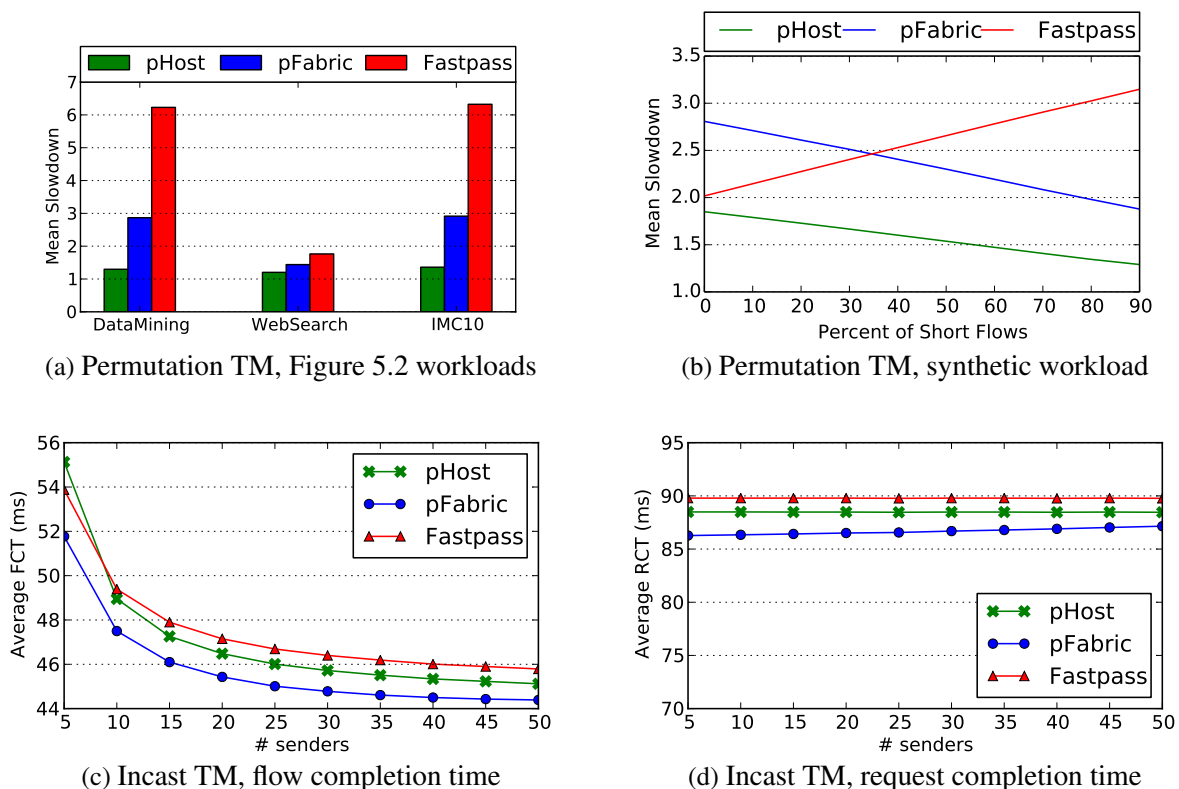 pHost pFabric Fastpass
7
6
5
4
3
2
1
0
Mean Slowdown
DataMining WebSearch IMC10
(a) Permutation TM, Figure 5.2 workloads
pHost pFabric Fastpass
3.5
3.0
2.5
2.0
1.5
1.0
Mean Slowdown
0 10 20 30 40 50 60 70 80 90
Percent of Short Flows
(b) Permutation TM, synthetic workload
56
54
52
50
48
46
44
Average FCT (ms)
pHost
pFabric
Fastpass
5 10 15 20 25 30 35 40 45 50
# senders
(c) Incast TM, flow completion time
95
90
85
80
75
70
Average RCT (ms)
pHost
pFabric
Fastpass
5 10 15 20 25 30 35 40 45 50
# senders
(d) Incast TM, request completion time